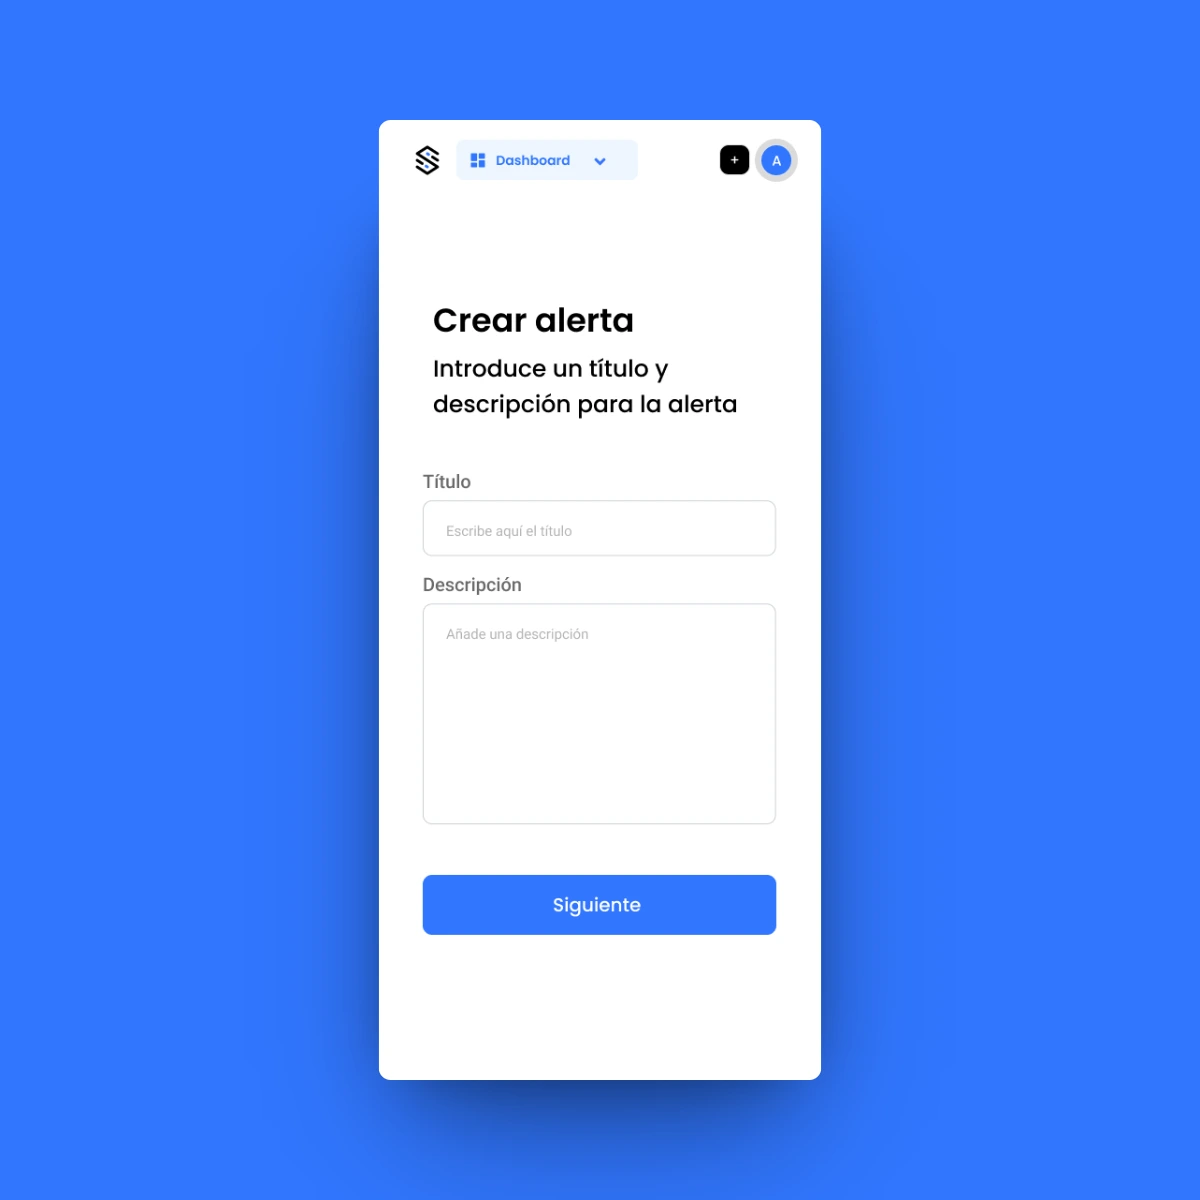 Dashboard
+
A
Crear alerta
Introduce un título y
descripción para la alerta
Título
Escribe aquí el título
Descripción
Añade una descripción
Siguiente